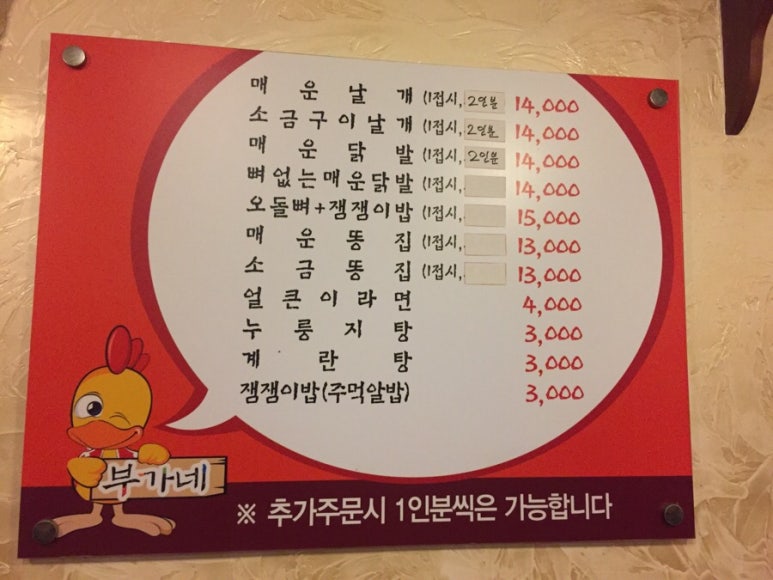 매운날개 (1접시, 2인분 14,000
소금구이날개 (1접시, 2인분 14,000
매운닭발 (1접시, 2인분 14,000
뼈없는매운닭발 (1접시, 14,000
오돌뼈+쟁쟁이밥 (1접시, 15,000
매운똥집 (1접시, 13,000
소금똥집 (1접시, 13,000
얼큰이라면 4,000
누룽지탕 3,000
계란탕 3,000
쟁쟁이밥(주먹알밥) 3,000
부가네
※ 추가주문시 1인분씩은 가능합니다